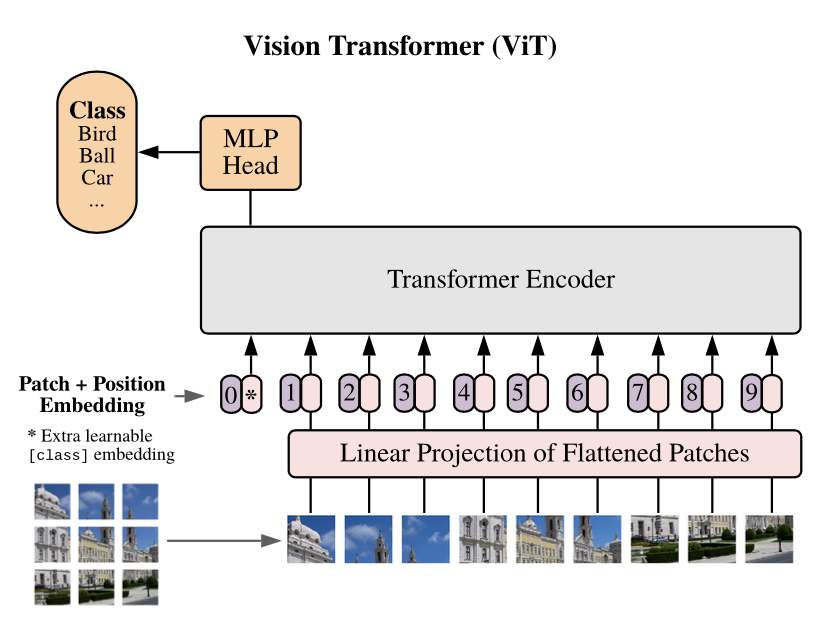 Vision Transformer (ViT)
Class
Bird
Ball
Car
...
MLP
Head
Transformer Encoder
Patch + Position
Embedding
0 * 1 2 3 4 5 6 7 8 9
* Extra learnable
[class] embedding
Linear Projection of Flattened Patches